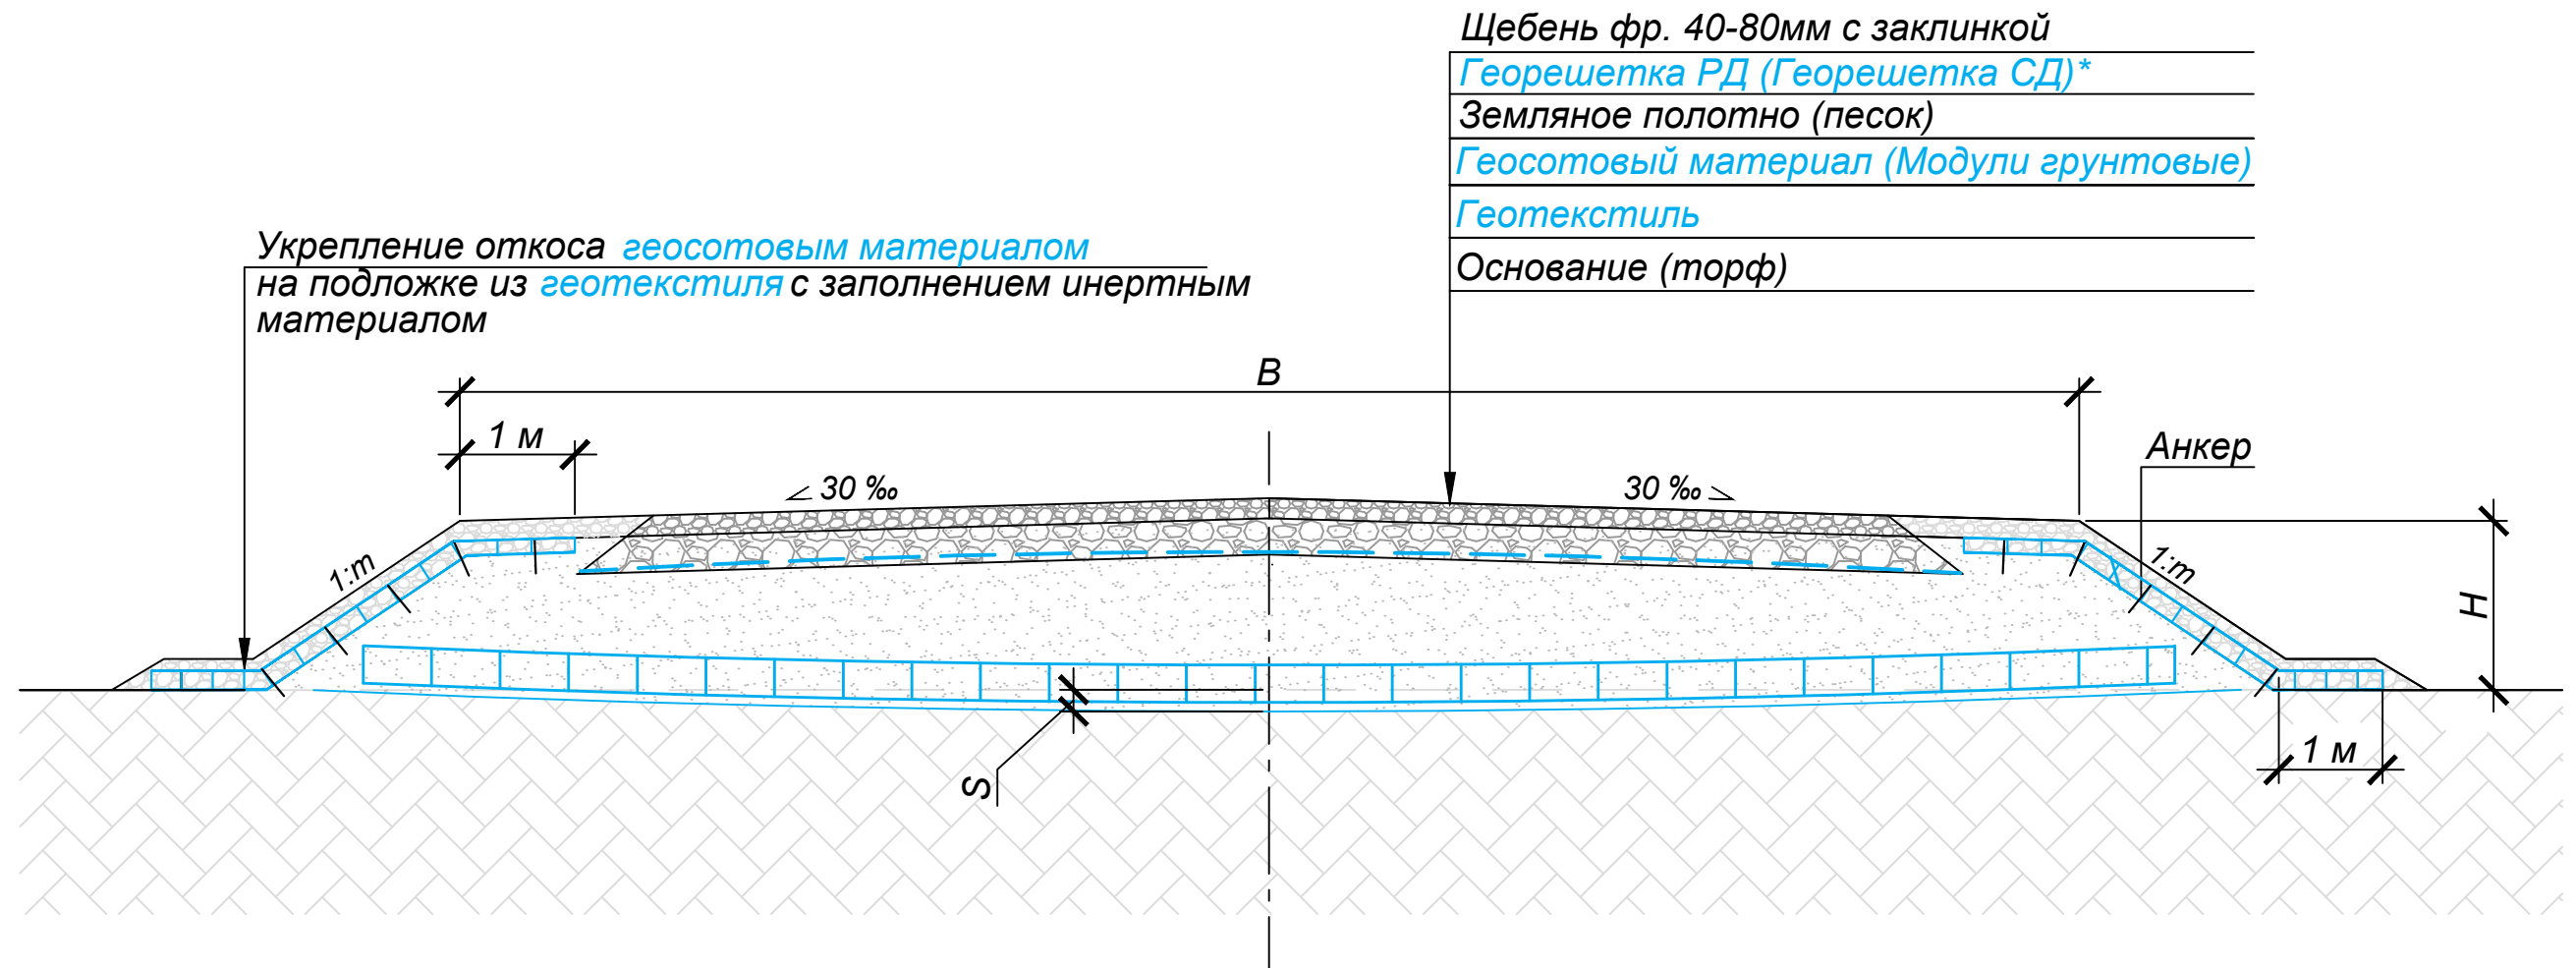 Щебень фр. 40-80мм с заклинкой
Георешетка РД (Георешетка СД)*
Земляное полотно (песок)
Геосотовый материал (Модули грунтовые)
Геотекстиль
Основание (торф)
Укрепление откоса геосотовым материалом
на подложке из геотекстиля с заполнением инертным
материалом
В
1 м
Анкер
30 ‰
30 ‰
1:m
1:m
Н
S
1 м